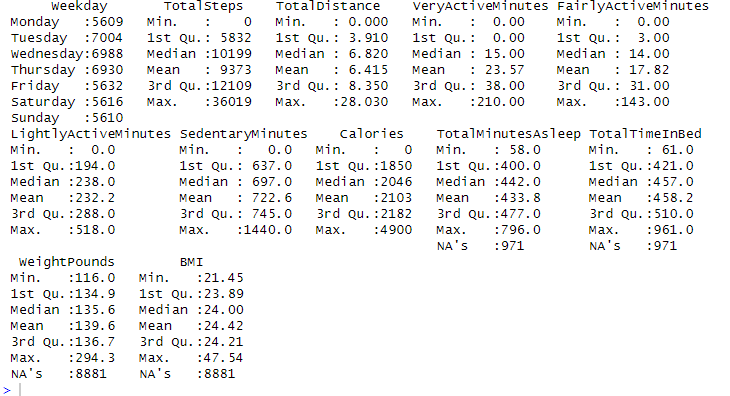 Weekday TotalSteps TotalDistance VeryActiveMinutes FairlyActiveMinutes
Monday :5609 Min. : 0 Min. : 0.000 Min. : 0.00 Min. : 0.00
Tuesday :7004 1st Qu.: 5832 1st Qu.: 3.910 1st Qu.: 0.00 1st Qu.: 3.00
Wednesday:6988 Median :10199 Median : 6.820 Median : 15.00 Median : 14.00
Thursday :6930 Mean : 9373 Mean : 6.415 Mean : 23.57 Mean : 17.82
Friday :5632 3rd Qu.:12109 3rd Qu.: 8.350 3rd Qu.: 38.00 3rd Qu.: 31.00
Saturday :5616 Max. :36019 Max. :28.030 Max. :210.00 Max. :143.00
Sunday :5610
LightlyActiveMinutes SedentaryMinutes Calories TotalMinutesAsleep TotalTimeInBed
Min. : 0.0 Min. : 0.0 Min. : 0 Min. : 58.0 Min. : 61.0
1st Qu.:194.0 1st Qu.: 637.0 1st Qu.:1850 1st Qu.:400.0 1st Qu.:421.0
Median :238.0 Median : 697.0 Median :2046 Median :442.0 Median :457.0
Mean :232.2 Mean : 722.6 Mean :2103 Mean :433.8 Mean :458.2
3rd Qu.:288.0 3rd Qu.: 745.0 3rd Qu.:2182 3rd Qu.:477.0 3rd Qu.:510.0
Max. :518.0 Max. :1440.0 Max. :4900 Max. :796.0 Max. :961.0
NA's :971 NA's :971
WeightPounds BMI
Min. :116.0 Min. :21.45
1st Qu.:134.9 1st Qu.:23.89
Median :135.6 Median :24.00
Mean :139.6 Mean :24.42
3rd Qu.:136.7 3rd Qu.:24.21
Max. :294.3 Max. :47.54
NA's :8881 NA's :8881
>